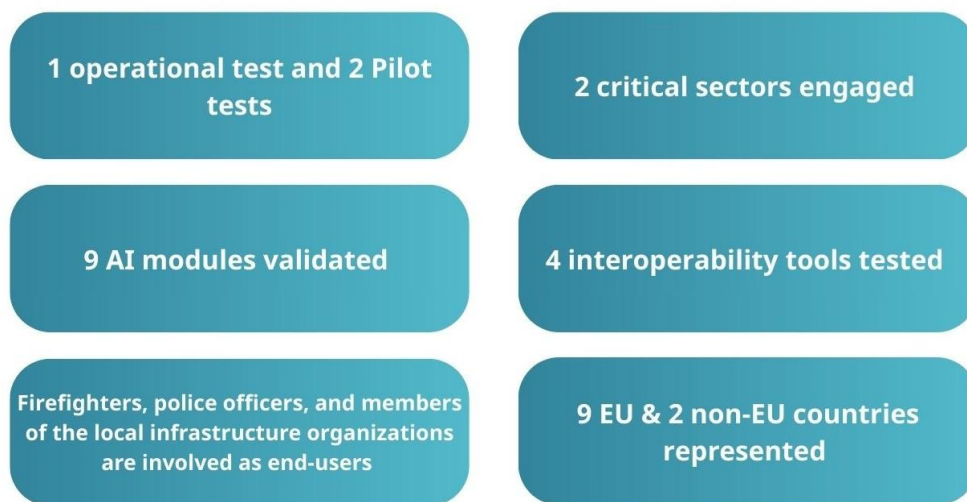 1 operational test and 2 Pilot
tests
2 critical sectors engaged
9 AI modules validated
4 interoperability tools tested
Firefighters, police officers, and members
of the local infrastructure organizations
are involved as end-users
9 EU & 2 non-EU countries
represented